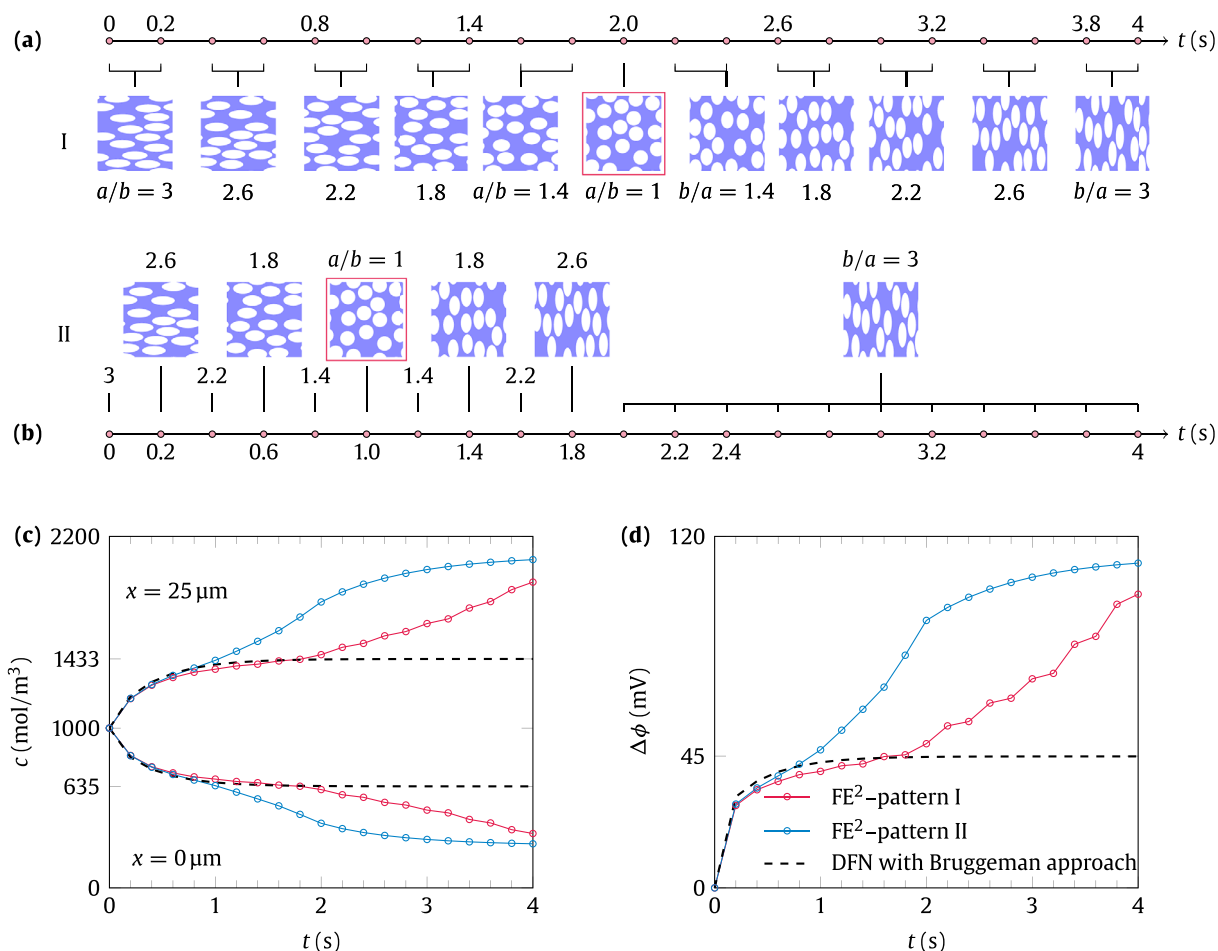 0 0.2 0.8 1.4 2.0 2.6 3.2 3.8 4
(a) t (s)
I
a/b = 3 2.6 2.2 1.8 a/b = 1.4 a/b = 1 b/a = 1.4 1.8 2.2 2.6 b/a = 3
2.6 1.8 a/b = 1 1.8 2.6 b/a = 3
II
3 2.2 1.4 1.4 2.2
(b) t (s)
0 0.2 0.6 1.0 1.4 1.8 2.2 2.4 3.2 4
(c)
2200
x = 25 μm
1433
1000
635
x = 0 μm
0
c (mol/m³)
0 1 2 3 4
t (s)
(d)
120
45
0
Δϕ (mV)
FE²–pattern I
FE²–pattern II
DFN with Bruggeman approach
0 1 2 3 4
t (s)